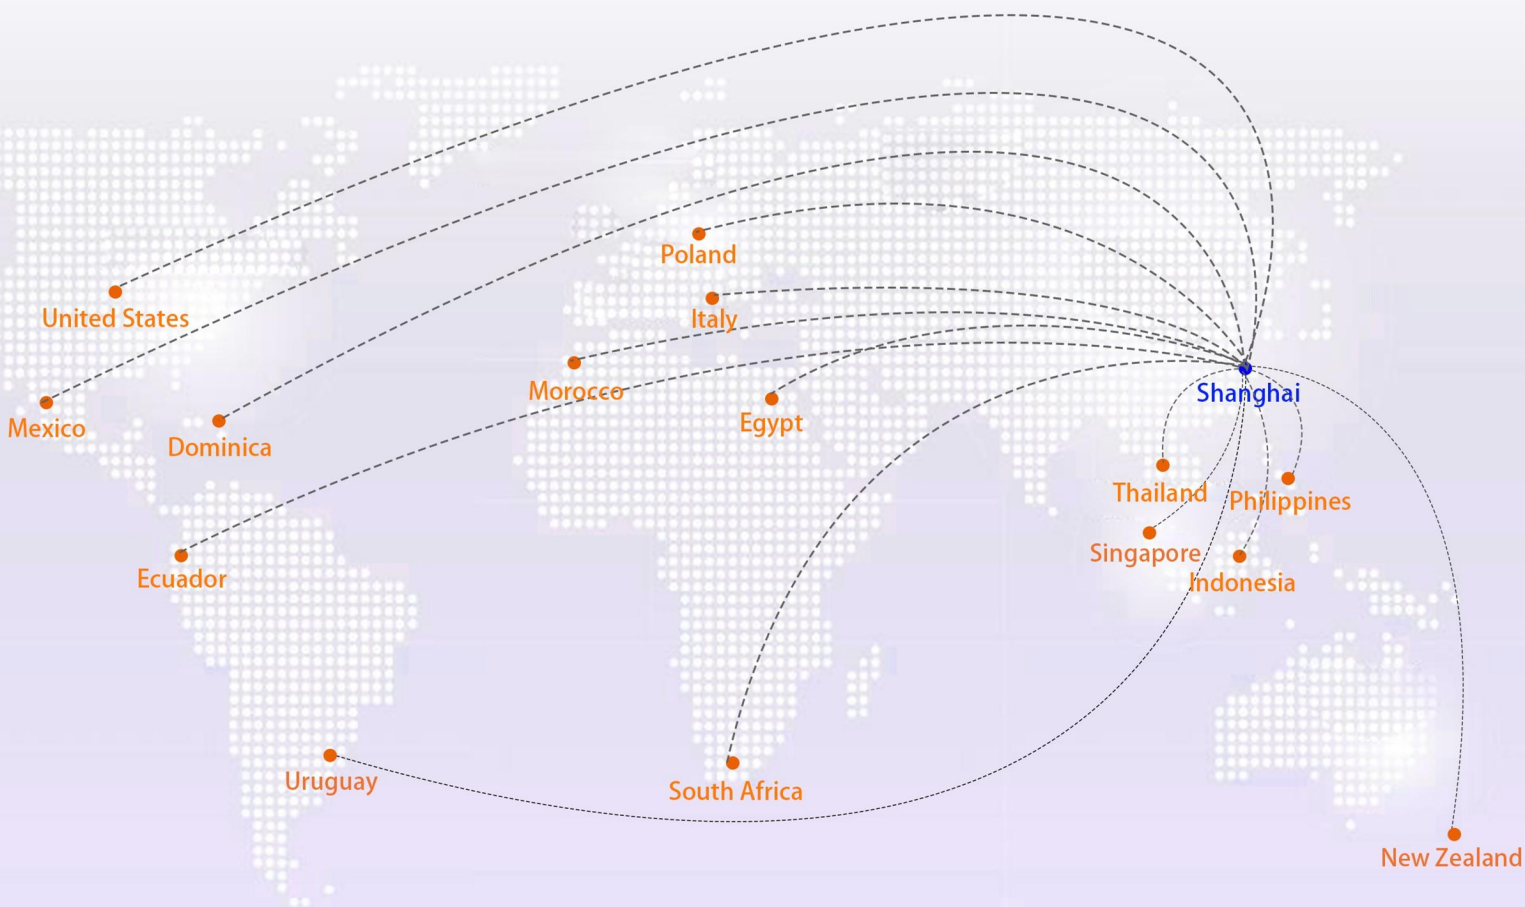 Poland
United States
Italy
Morocco
Shanghai
Egypt
Mexico
Dominica
Thailand
Philippines
Singapore
Ecuador
Indonesia
Uruguay
South Africa
New Zealand